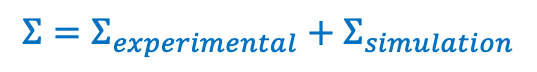 Σ = Σ_experimental + Σ_simulation